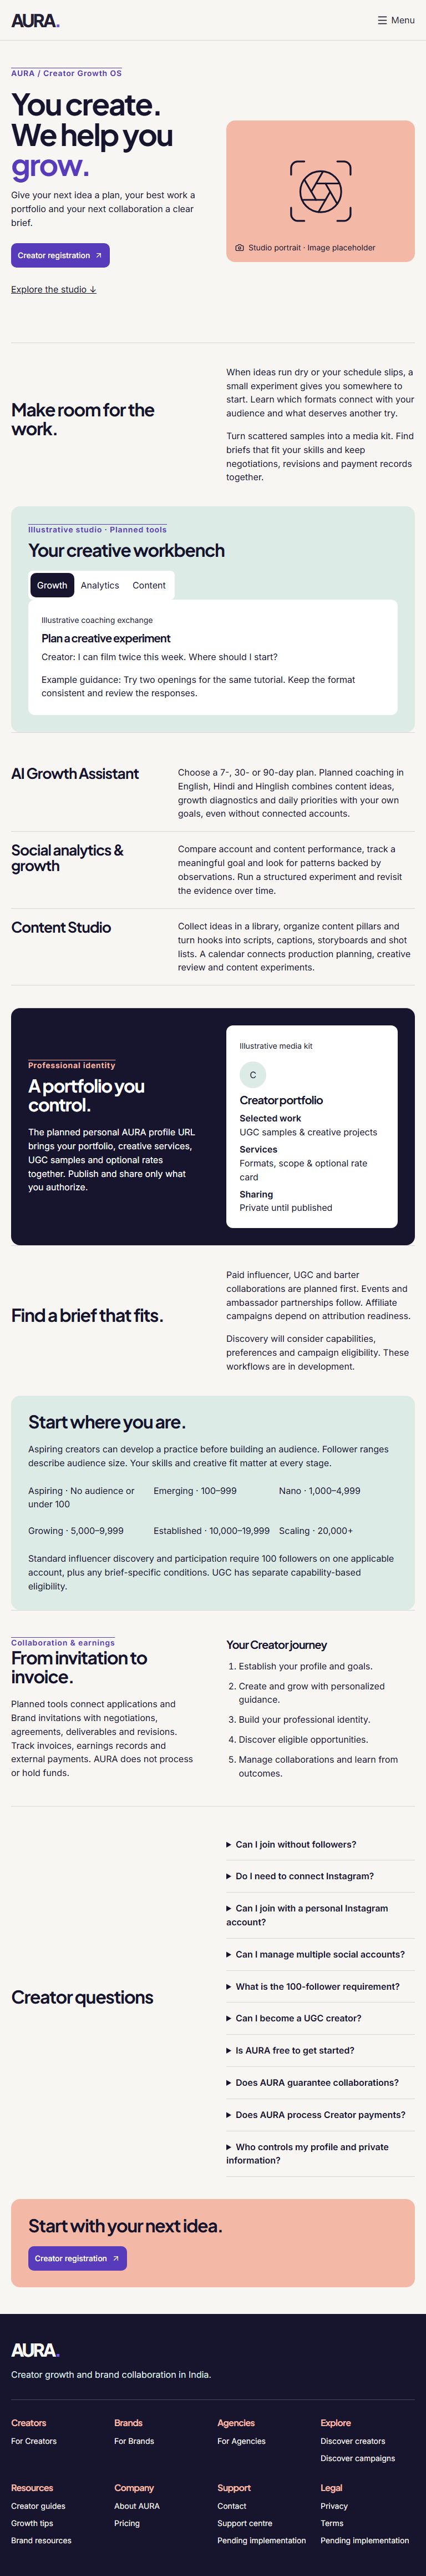 AURA.
Menu
AURA / Creator Growth OS
You create.
We help you
grow.
Give your next idea a plan, your best work a
portfolio and your next collaboration a clear
brief.
Creator registration ↗
Explore the studio ↓
Studio portrait · Image placeholder
Make room for the
work.
When ideas run dry or your schedule slips, a
small experiment gives you somewhere to
start. Learn which formats connect with your
audience and what deserves another try.
Turn scattered samples into a media kit. Find
briefs that fit your skills and keep
negotiations, revisions and payment records
together.
Illustrative studio · Planned tools
Your creative workbench
Growth Analytics Content
Illustrative coaching exchange
Plan a creative experiment
Creator: I can film twice this week. Where should I start?
Example guidance: Try two openings for the same tutorial. Keep the format
consistent and review the responses.
AI Growth Assistant
Choose a 7-, 30- or 90-day plan. Planned coaching in
English, Hindi and Hinglish combines content ideas,
growth diagnostics and daily priorities with your own
goals, even without connected accounts.
Social analytics &
growth
Compare account and content performance, track a
meaningful goal and look for patterns backed by
observations. Run a structured experiment and revisit
the evidence over time.
Content Studio
Collect ideas in a library, organize content pillars and
turn hooks into scripts, captions, storyboards and shot
lists. A calendar connects production planning, creative
review and content experiments.
Professional identity
A portfolio you
control.
The planned personal AURA profile URL
brings your portfolio, creative services,
UGC samples and optional rates
together. Publish and share only what
you authorize.
Illustrative media kit
C
Creator portfolio
Selected work
UGC samples & creative projects
Services
Formats, scope & optional rate
card
Sharing
Private until published
Find a brief that fits.
Paid influencer, UGC and barter
collaborations are planned first. Events and
ambassador partnerships follow. Affiliate
campaigns depend on attribution readiness.
Discovery will consider capabilities,
preferences and campaign eligibility. These
workflows are in development.
Start where you are.
Aspiring creators can develop a practice before building an audience. Follower ranges
describe audience size. Your skills and creative fit matter at every stage.
Aspiring · No audience or
under 100
Emerging · 100–999
Nano · 1,000–4,999
Growing · 5,000–9,999
Established · 10,000–19,999
Scaling · 20,000+
Standard influencer discovery and participation require 100 followers on one applicable
account, plus any brief-specific conditions. UGC has separate capability-based
eligibility.
Collaboration & earnings
From invitation to
invoice.
Planned tools connect applications and
Brand invitations with negotiations,
agreements, deliverables and revisions.
Track invoices, earnings records and
external payments. AURA does not process
or hold funds.
Your Creator journey
1. Establish your profile and goals.
2. Create and grow with personalized
guidance.
3. Build your professional identity.
4. Discover eligible opportunities.
5. Manage collaborations and learn from
outcomes.
Creator questions
Can I join without followers?
Do I need to connect Instagram?
Can I join with a personal Instagram
account?
Can I manage multiple social accounts?
What is the 100-follower requirement?
Can I become a UGC creator?
Is AURA free to get started?
Does AURA guarantee collaborations?
Does AURA process Creator payments?
Who controls my profile and private
information?
Start with your next idea.
Creator registration ↗
AURA.
Creator growth and brand collaboration in India.
Creators
For Creators
Brands
For Brands
Agencies
For Agencies
Explore
Discover creators
Discover campaigns
Resources
Creator guides
Growth tips
Brand resources
Company
About AURA
Pricing
Support
Contact
Support centre
Pending implementation
Legal
Privacy
Terms
Pending implementation